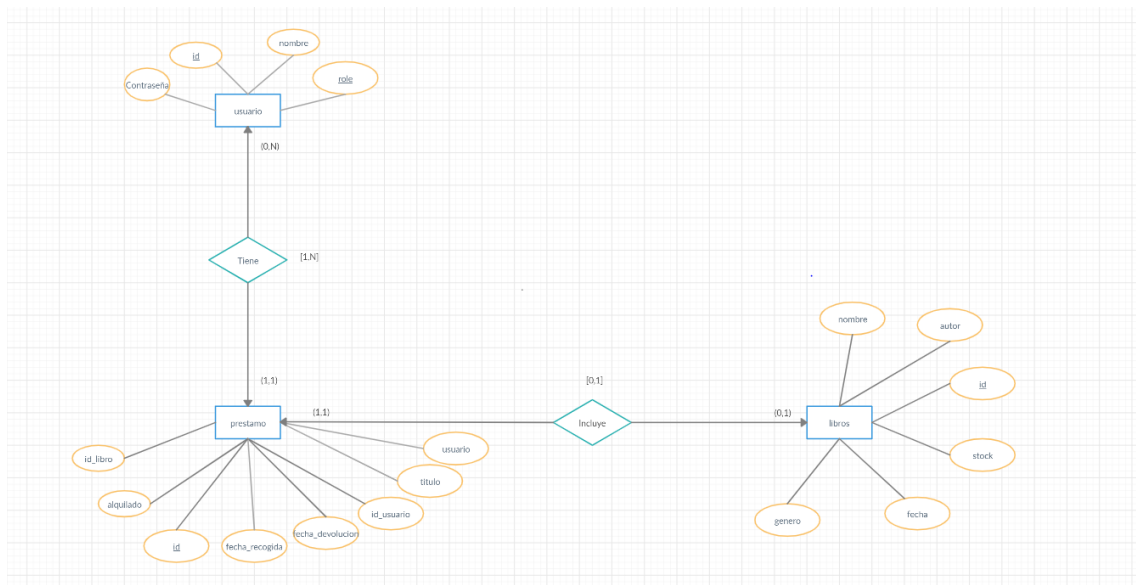 nombre
id
role
Contraseña
usuario
(0,N)
Tiene
[1,N]
nombre
autor
(1,1)
[0,1]
id
(1,1)
(0,1)
prestamo
Incluye
libros
usuario
id_libro
stock
titulo
alquilado
id_usuario
fecha
genero
fecha_devolucion
id
fecha_recogida